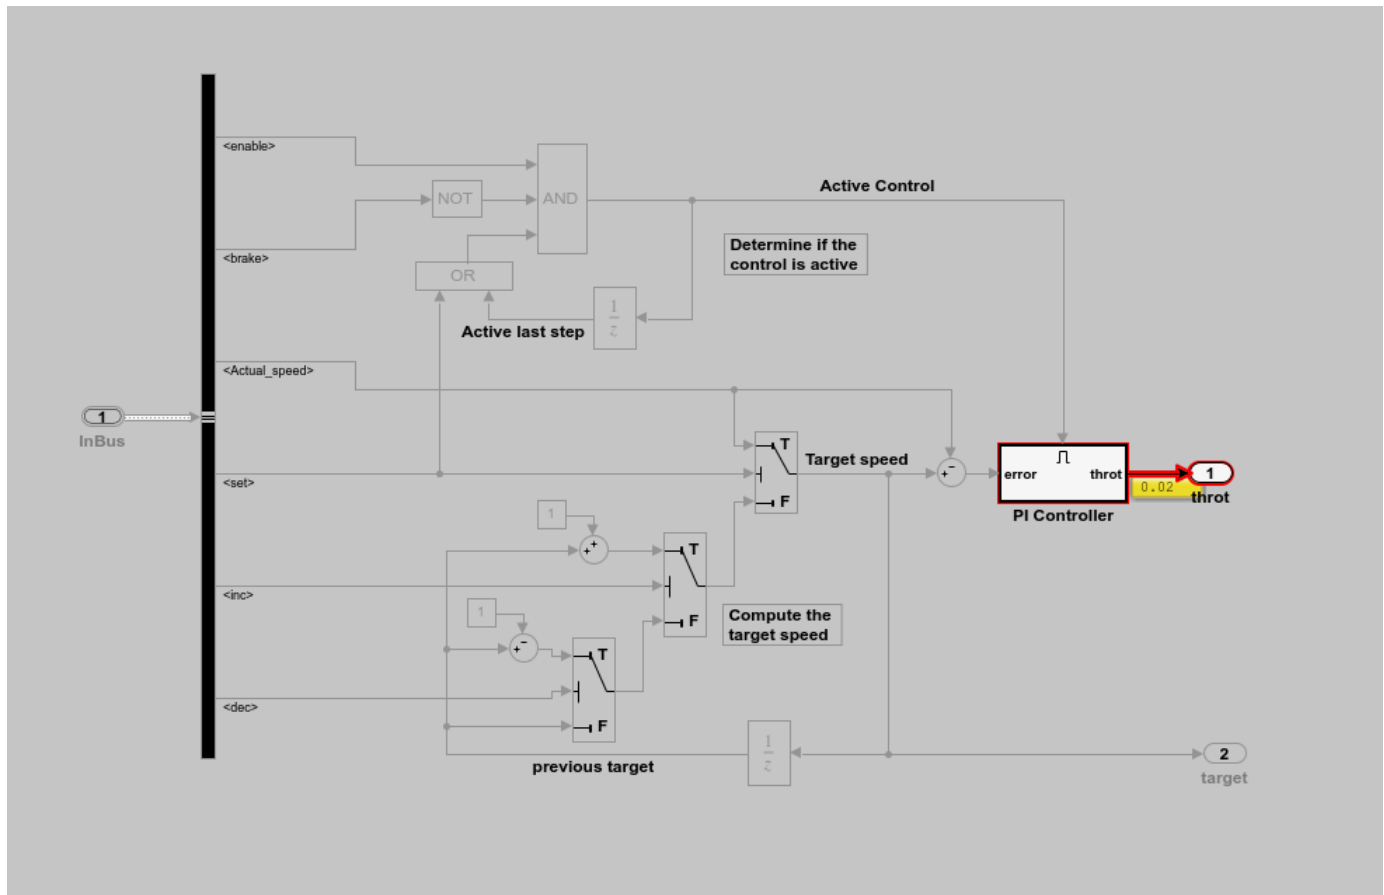 <enable>
NOT
AND
Active Control
Determine if the
control is active
<brake>
OR
1
z
Active last step
<Actual_speed>
1
InBus
T
F
Target speed
+
−
error
throt
PI Controller
0.02
1
throt
<set>
1
+
+
T
F
<inc>
Compute the
target speed
1
+
−
T
F
<dec>
1
z
previous target
2
target